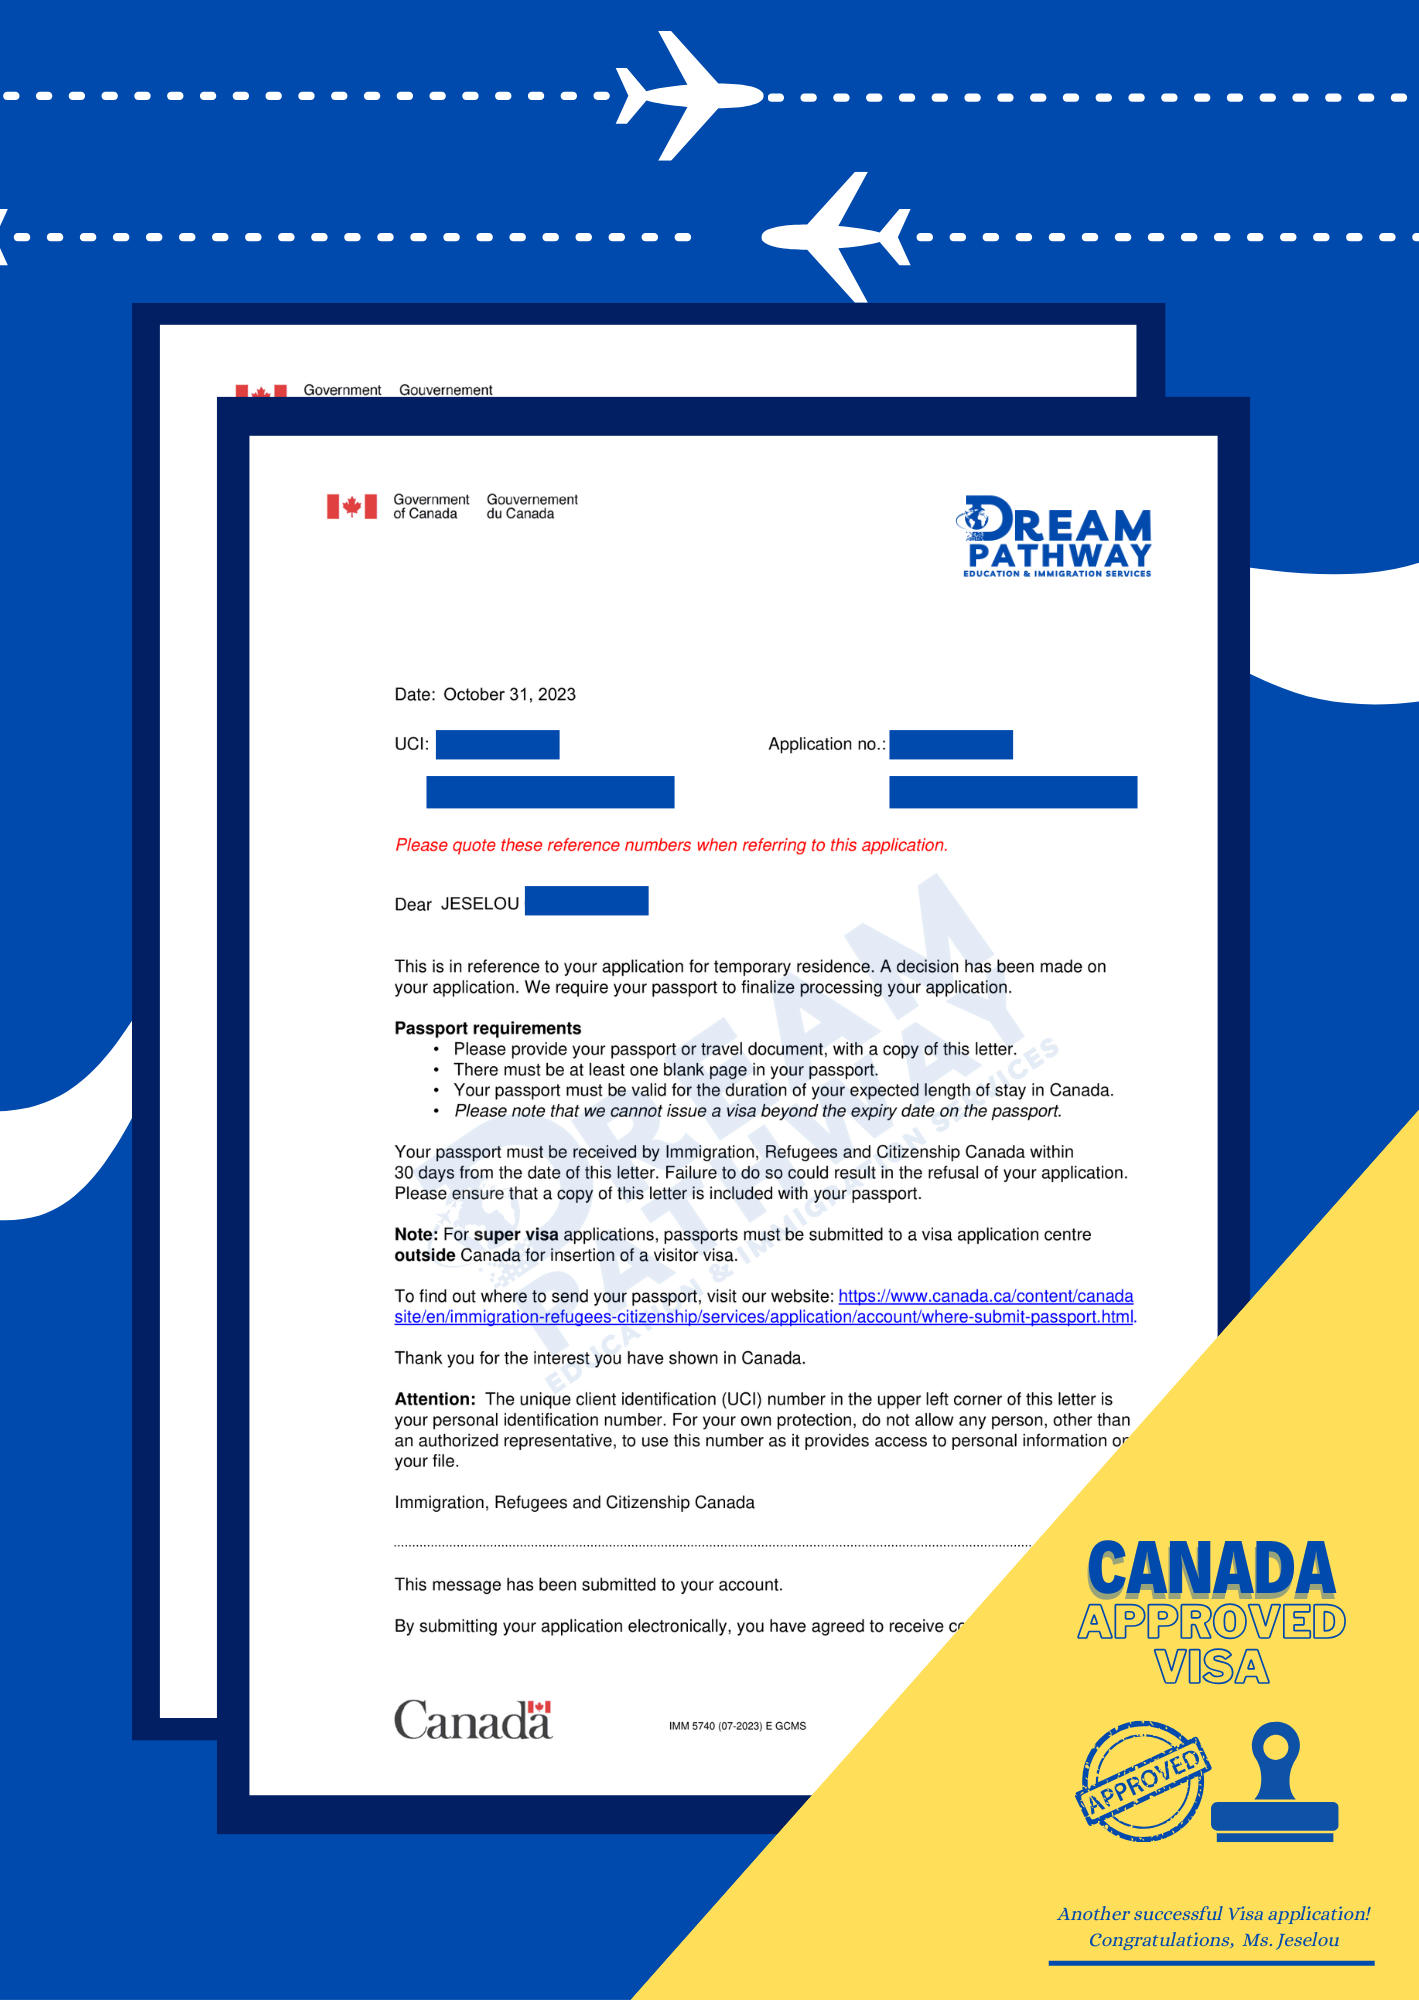 Government Gouvernement
Government Gouvernement
of Canada du Canada
DREAM
PATHWAY
EDUCATION & IMMIGRATION SERVICES
Date: October 31, 2023
UCI: Application no.:
Please quote these reference numbers when referring to this application.
Dear JESELOU
This is in reference to your application for temporary residence. A decision has been made on
your application. We require your passport to finalize processing your application.
Passport requirements
• Please provide your passport or travel document, with a copy of this letter.
• There must be at least one blank page in your passport.
• Your passport must be valid for the duration of your expected length of stay in Canada.
• Please note that we cannot issue a visa beyond the expiry date on the passport.
Your passport must be received by Immigration, Refugees and Citizenship Canada within
30 days from the date of this letter. Failure to do so could result in the refusal of your application.
Please ensure that a copy of this letter is included with your passport.
Note: For super visa applications, passports must be submitted to a visa application centre
outside Canada for insertion of a visitor visa.
To find out where to send your passport, visit our website: https://www.canada.ca/content/canada
site/en/immigration-refugees-citizenship/services/application/account/where-submit-passport.html.
Thank you for the interest you have shown in Canada.
Attention: The unique client identification (UCI) number in the upper left corner of this letter is
your personal identification number. For your own protection, do not allow any person, other than
an authorized representative, to use this number as it provides access to personal information on
your file.
Immigration, Refugees and Citizenship Canada
This message has been submitted to your account.
By submitting your application electronically, you have agreed to receive
Canada
IMM 5740 (07-2023) E GCMS
DREAM
PATHWAY
EDUCATION & IMMIGRATION SERVICES
CANADA
APPROVED
VISA
APPROVED
Another successful Visa application!
Congratulations, Ms. Jeselou